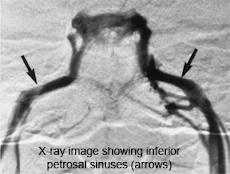 X-ray image showing inferior
petrosal sinuses (arrows)